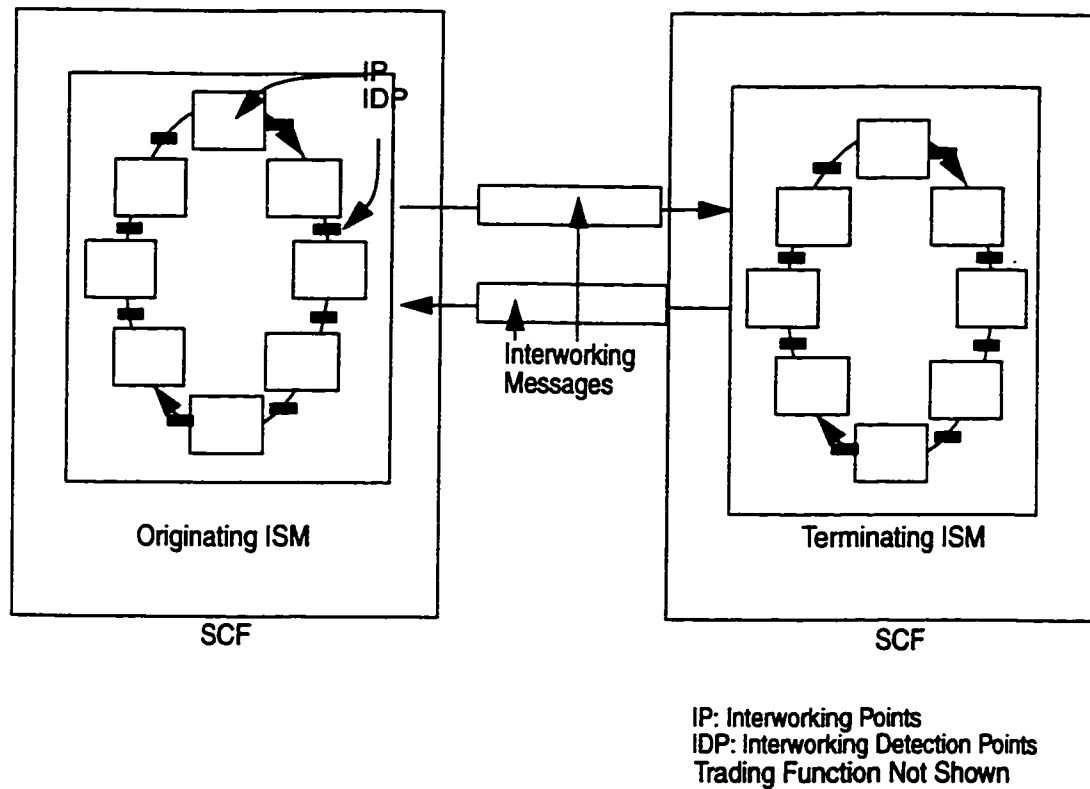 IP
IDP
Interworking
Messages
Originating ISM
Terminating ISM
SCF
SCF
IP: Interworking Points
IDP: Interworking Detection Points
Trading Function Not Shown